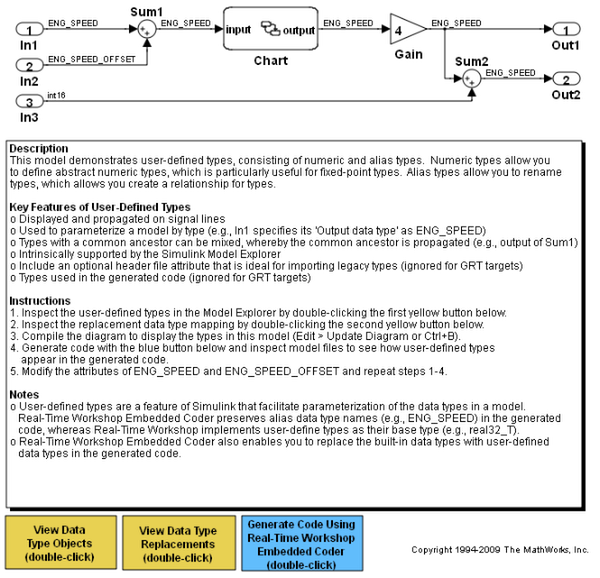 Sum1
ENG_SPEED
ENG_SPEED
ENG_SPEED
ENG_SPEED
1
In1
input
output
4
1
Out1
ENG_SPEED_OFFSET
Chart
Gain
Sum2
2
In2
ENG_SPEED
2
Out2
int16
3
In3
Description
This model demonstrates user-defined types, consisting of numeric and alias types.  Numeric types allow you
to define abstract numeric types, which is particularly useful for fixed-point types.  Alias types allow you to rename
types, which allows you create a relationship for types.
Key Features of User-Defined Types
o Displayed and propagated on signal lines
o Used to parameterize a model by type (e.g., In1 specifies its 'Output data type' as ENG_SPEED)
o Types with a common ancestor can be mixed, whereby the common ancestor is propagated (e.g., output of Sum1)
o Intrinsically supported by the Simulink Model Explorer
o Include an optional header file attribute that is ideal for importing legacy types (ignored for GRT targets)
o Types used in the generated code (ignored for GRT targets)
Instructions
1. Inspect the user-defined types in the Model Explorer by double-clicking the first yellow button below.
2. Inspect the replacement data type mapping by double-clicking the second yellow button below.
3. Compile the diagram to display the types in this model (Edit > Update Diagram or Ctrl+B).
4. Generate code with the blue button below and inspect model files to see how user-defined types
appear in the generated code.
5. Modify the attributes of ENG_SPEED and ENG_SPEED_OFFSET and repeat steps 1-4.
Notes
o User-defined types are a feature of Simulink that facilitate parameterization of the data types in a model.
Real-Time Workshop Embedded Coder preserves alias data type names (e.g., ENG_SPEED) in the generated
code, whereas Real-Time Workshop implements user-define types as their base type (e.g., real32_T).
o Real-Time Workshop Embedded Coder also enables you to replace the built-in data types with user-defined
data types in the generated code.
View Data
Type Objects
(double-click)
View Data Type
Replacements
(double-click)
Generate Code Using
Real-Time Workshop
Embedded Coder
(double-click)
Copyright 1994-2009 The MathWorks, Inc.